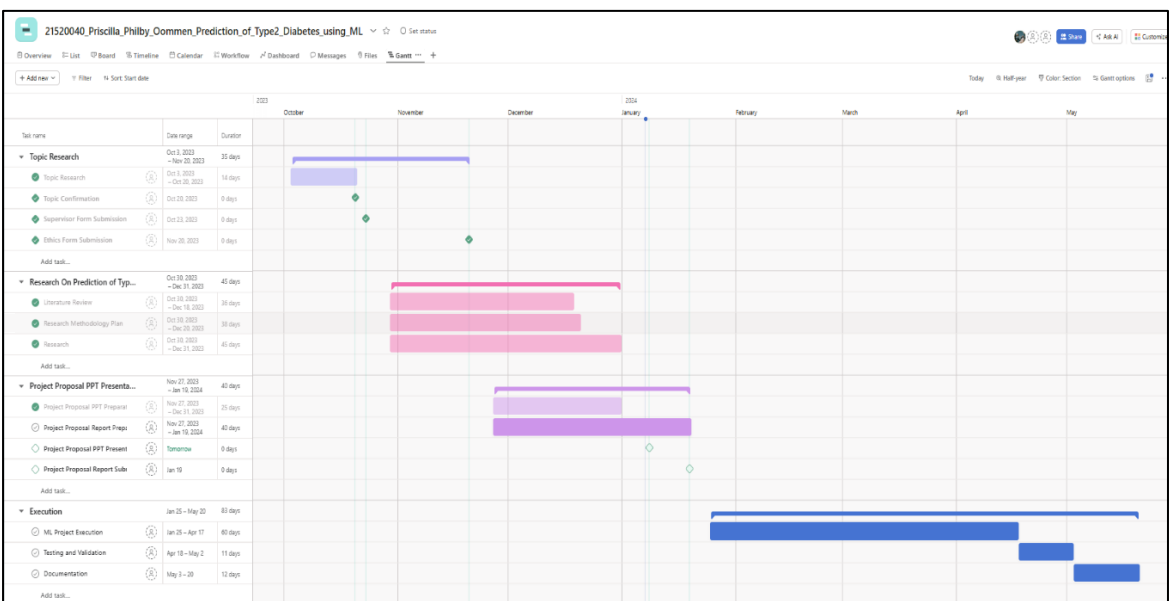 21520040_Priscilla_Philby_Oommen_Prediction_of_Type2_Diabetes_using_ML Set status
Share Ask AI Customize
Overview List Board Timeline Calendar Workflow Dashboard Messages Files Gantt ... +
+ Add new Filter Sort: Start date Today Half-year Color: Section Gantt options
2023 2024
October November December January February March April May
Task name Date range Duration
Topic Research Oct 3, 2023 – Nov 20, 2023 35 days
Topic Research Oct 3, 2023 – Oct 20, 2023 14 days
Topic Confirmation Oct 20, 2023 0 days
Supervisor Form Submission Oct 23, 2023 0 days
Ethics Form Submission Nov 20, 2023 0 days
Add task...
Research On Prediction of Typ... Oct 30, 2023 – Dec 31, 2023 45 days
Literature Review Oct 30, 2023 – Dec 18, 2023 36 days
Research Methodology Plan Oct 30, 2023 – Dec 20, 2023 38 days
Research Oct 30, 2023 – Dec 31, 2023 45 days
Add task...
Project Proposal PPT Presenta... Nov 27, 2023 – Jan 19, 2024 40 days
Project Proposal PPT Preparat Nov 27, 2023 – Dec 31, 2023 25 days
Project Proposal Report Prepa Nov 27, 2023 – Jan 19, 2024 40 days
Project Proposal PPT Present Tomorrow 0 days
Project Proposal Report Subr Jan 19 0 days
Add task...
Execution Jan 25 – May 20 83 days
ML Project Execution Jan 25 – Apr 17 60 days
Testing and Validation Apr 18 – May 2 11 days
Documentation May 3 – 20 12 days
Add task...